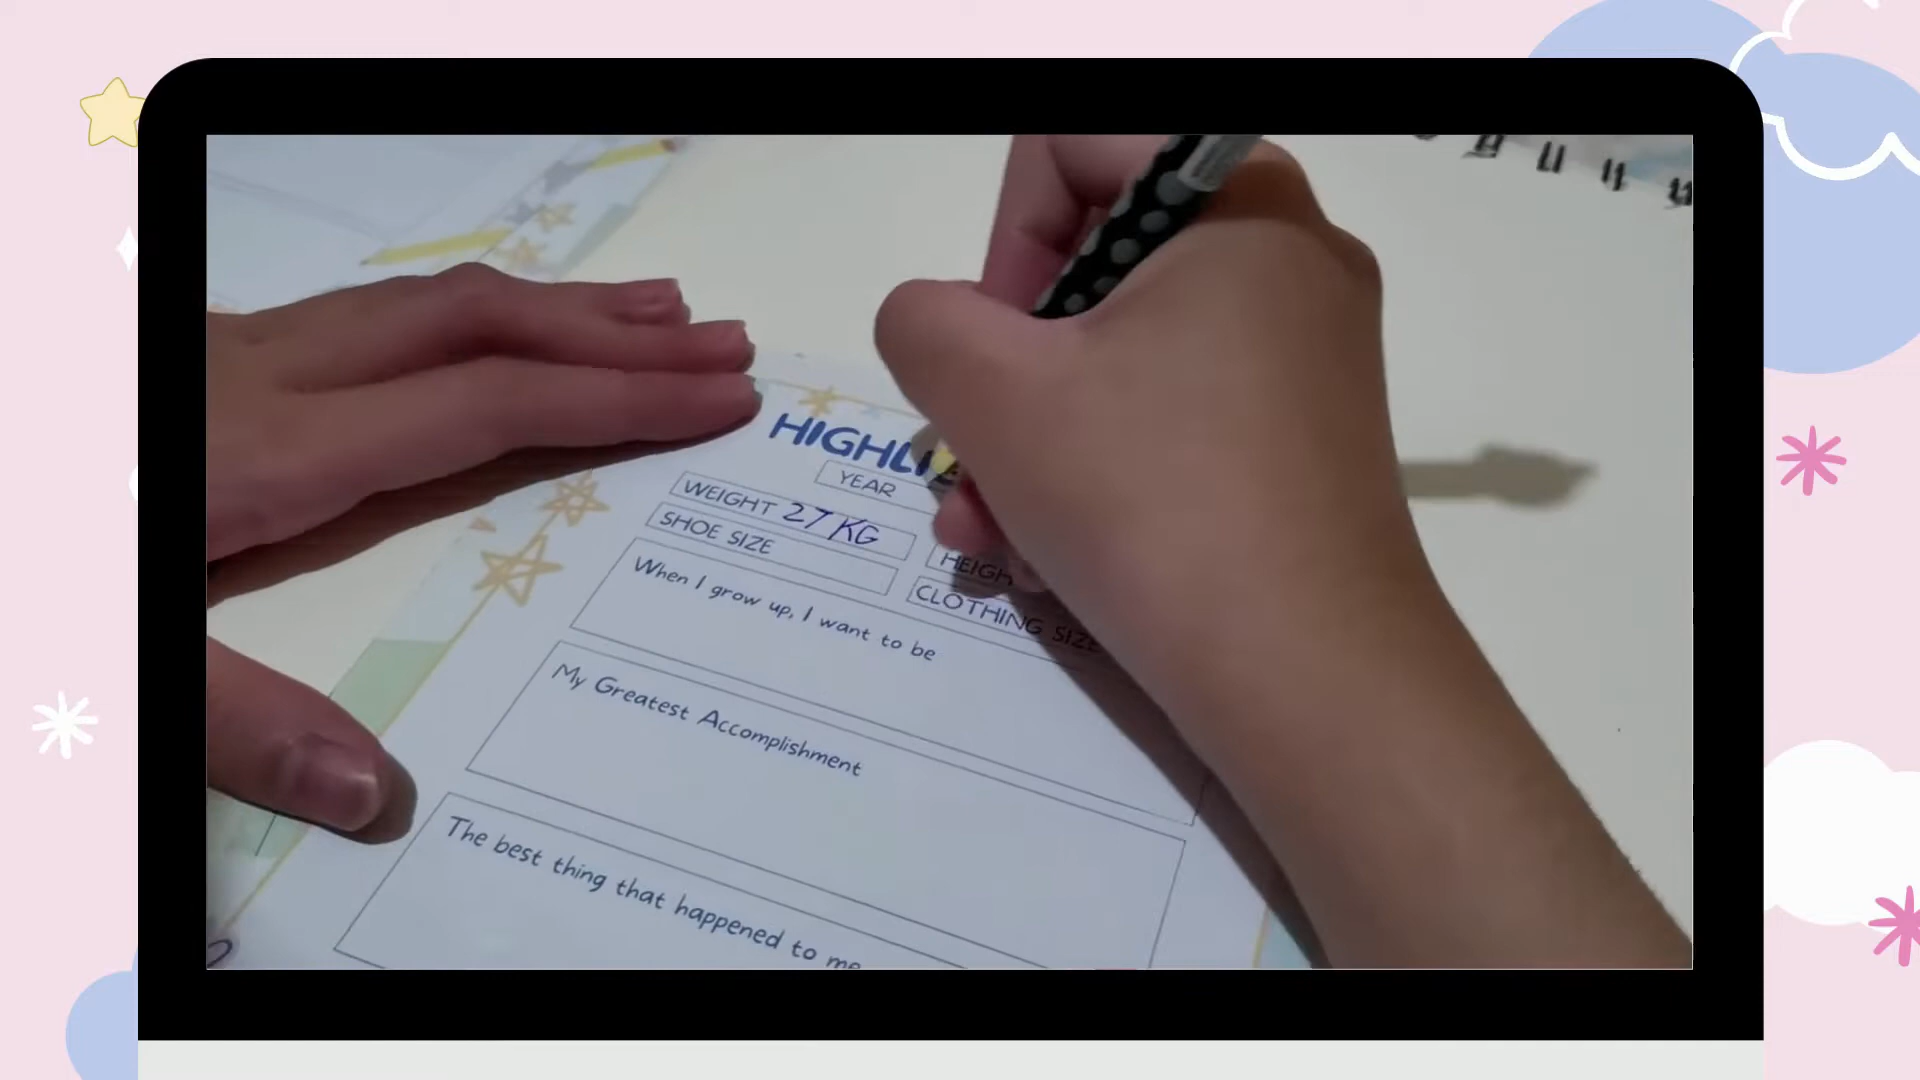 HIGHLI
YEAR
WEIGHT 27 KG
HEIGH
SHOE SIZE
CLOTHING SIZE
When I grow up, I want to be
My Greatest Accomplishment
The best thing that happened to me